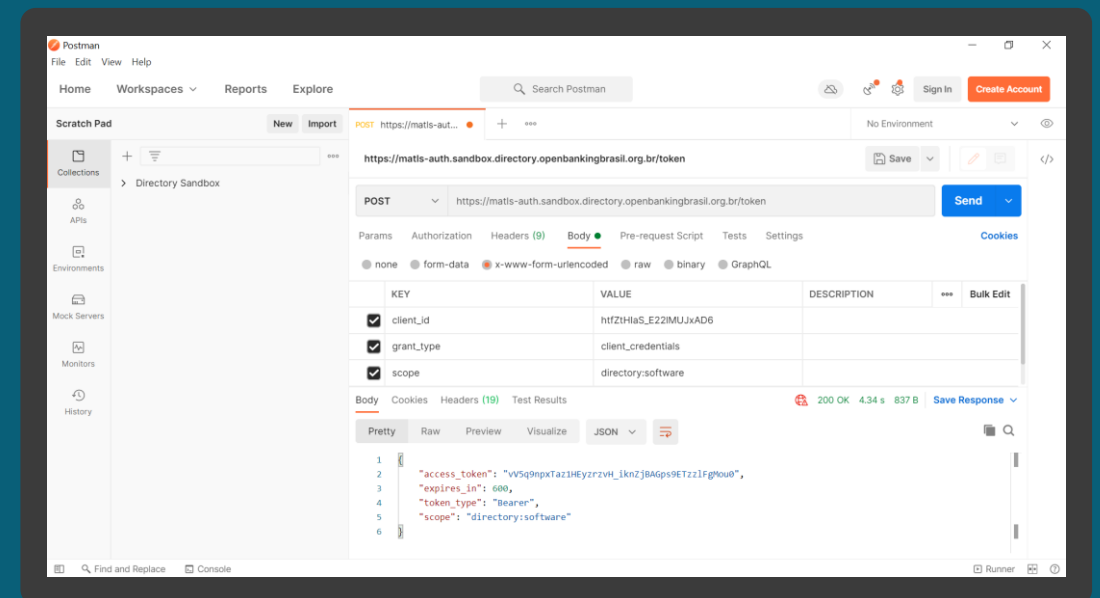 Postman
File Edit View Help
Home Workspaces Reports Explore Search Postman Sign In Create Account
Scratch Pad New Import POST https://matls-aut... No Environment
https://matls-auth.sandbox.directory.openbankingbrasil.org.br/token Save
Collections
Directory Sandbox
POST https://matls-auth.sandbox.directory.openbankingbrasil.org.br/token Send
APIs
Params Authorization Headers (9) Body Pre-request Script Tests Settings Cookies
Environments
none form-data x-www-form-urlencoded raw binary GraphQL
KEY VALUE DESCRIPTION Bulk Edit
Mock Servers
client_id htfZtHIaS_E22lMUJxAD6
grant_type client_credentials
Monitors
scope directory:software
History
Body Cookies Headers (19) Test Results 200 OK 4.34 s 837 B Save Response
Pretty Raw Preview Visualize JSON
1 {
2 "access_token": "vV5q9npxTaz1HEyzrzvH_iknZjBAGps9ETzzlFgMou0",
3 "expires_in": 600,
4 "token_type": "Bearer",
5 "scope": "directory:software"
6 }
Find and Replace Console Runner